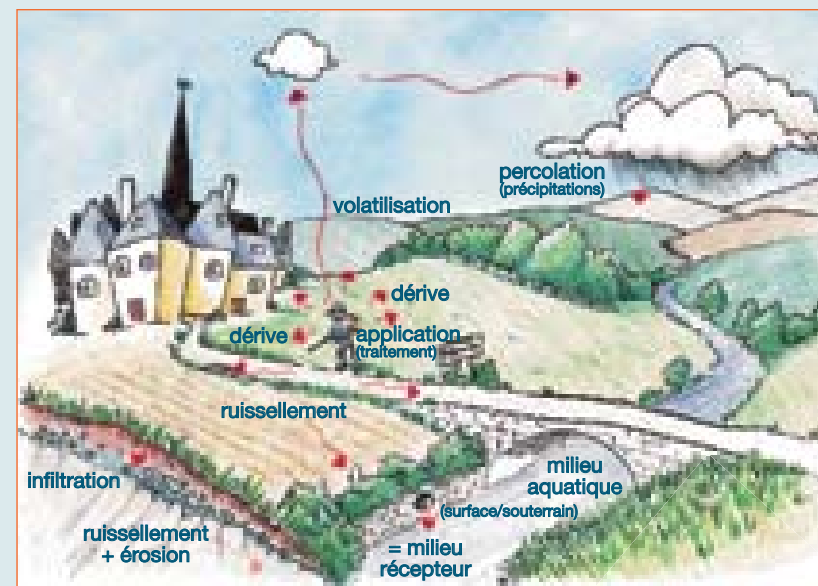 percolation
(précipitations)
volatilisation
dérive
dérive
application
(traitement)
ruissellement
infiltration
milieu
aquatique
(surface/souterrain)
ruissellement
+ érosion
= milieu
récepteur